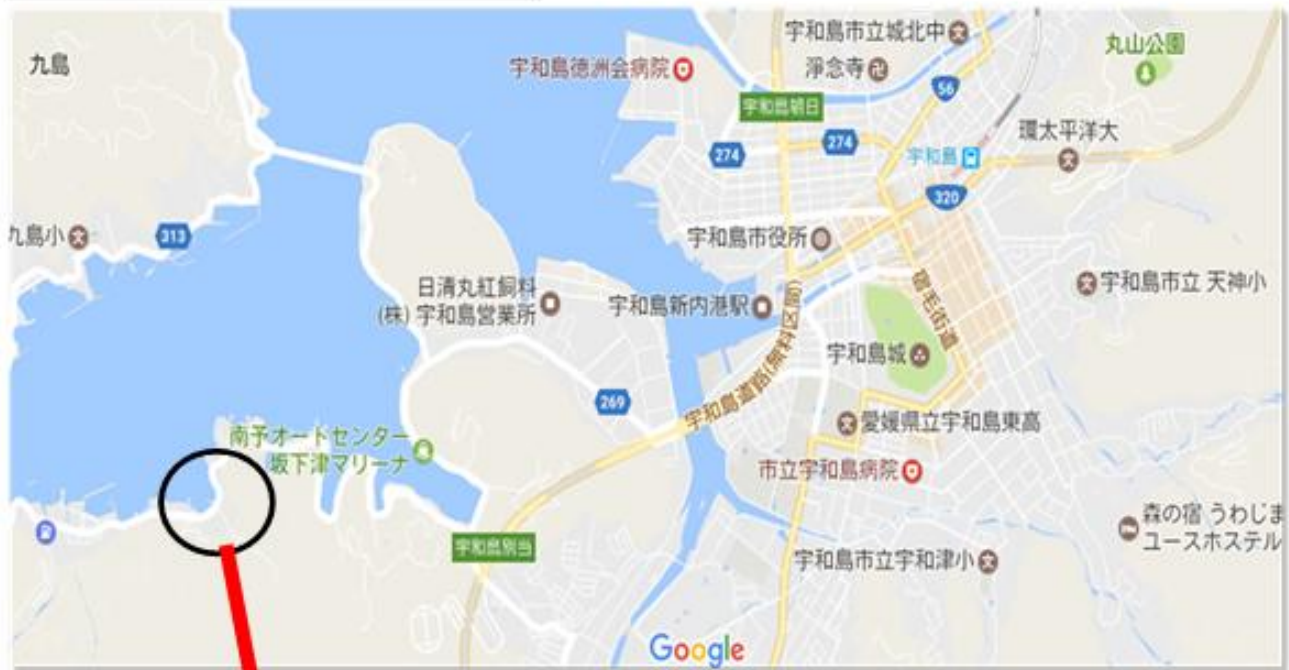 九島
宇和島市立城北中
浄念寺
丸山公園
宇和島徳洲会病院
56
宇和島朝日
環太平洋大
274
274
宇和島
320
九島小
313
宇和島市役所
日清丸紅飼料
(株)宇和島営業所
宇和島新内港駅
宇和島市立 天神小
宿毛街道
宇和島城
宇和島道路(坂下津区間)
269
愛媛県立宇和島東高
南予オートセンター
坂下津マリーナ
市立宇和島病院
森の宿 うわじま
ユースホステル
宇和島別当
宇和島市立宇和津小
Google